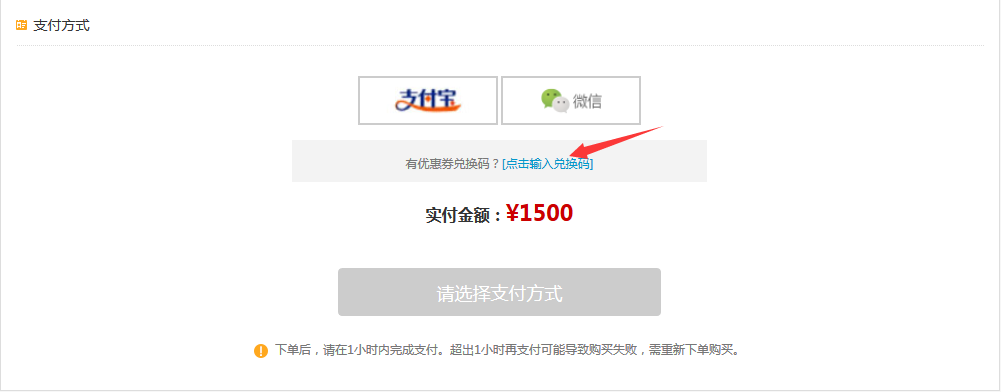 支付方式
支付宝 微信
有优惠券兑换码？[点击输入兑换码]
实付金额：¥1500
请选择支付方式
! 下单后，请在1小时内完成支付。超出1小时再支付可能导致购买失败，需重新下单购买。